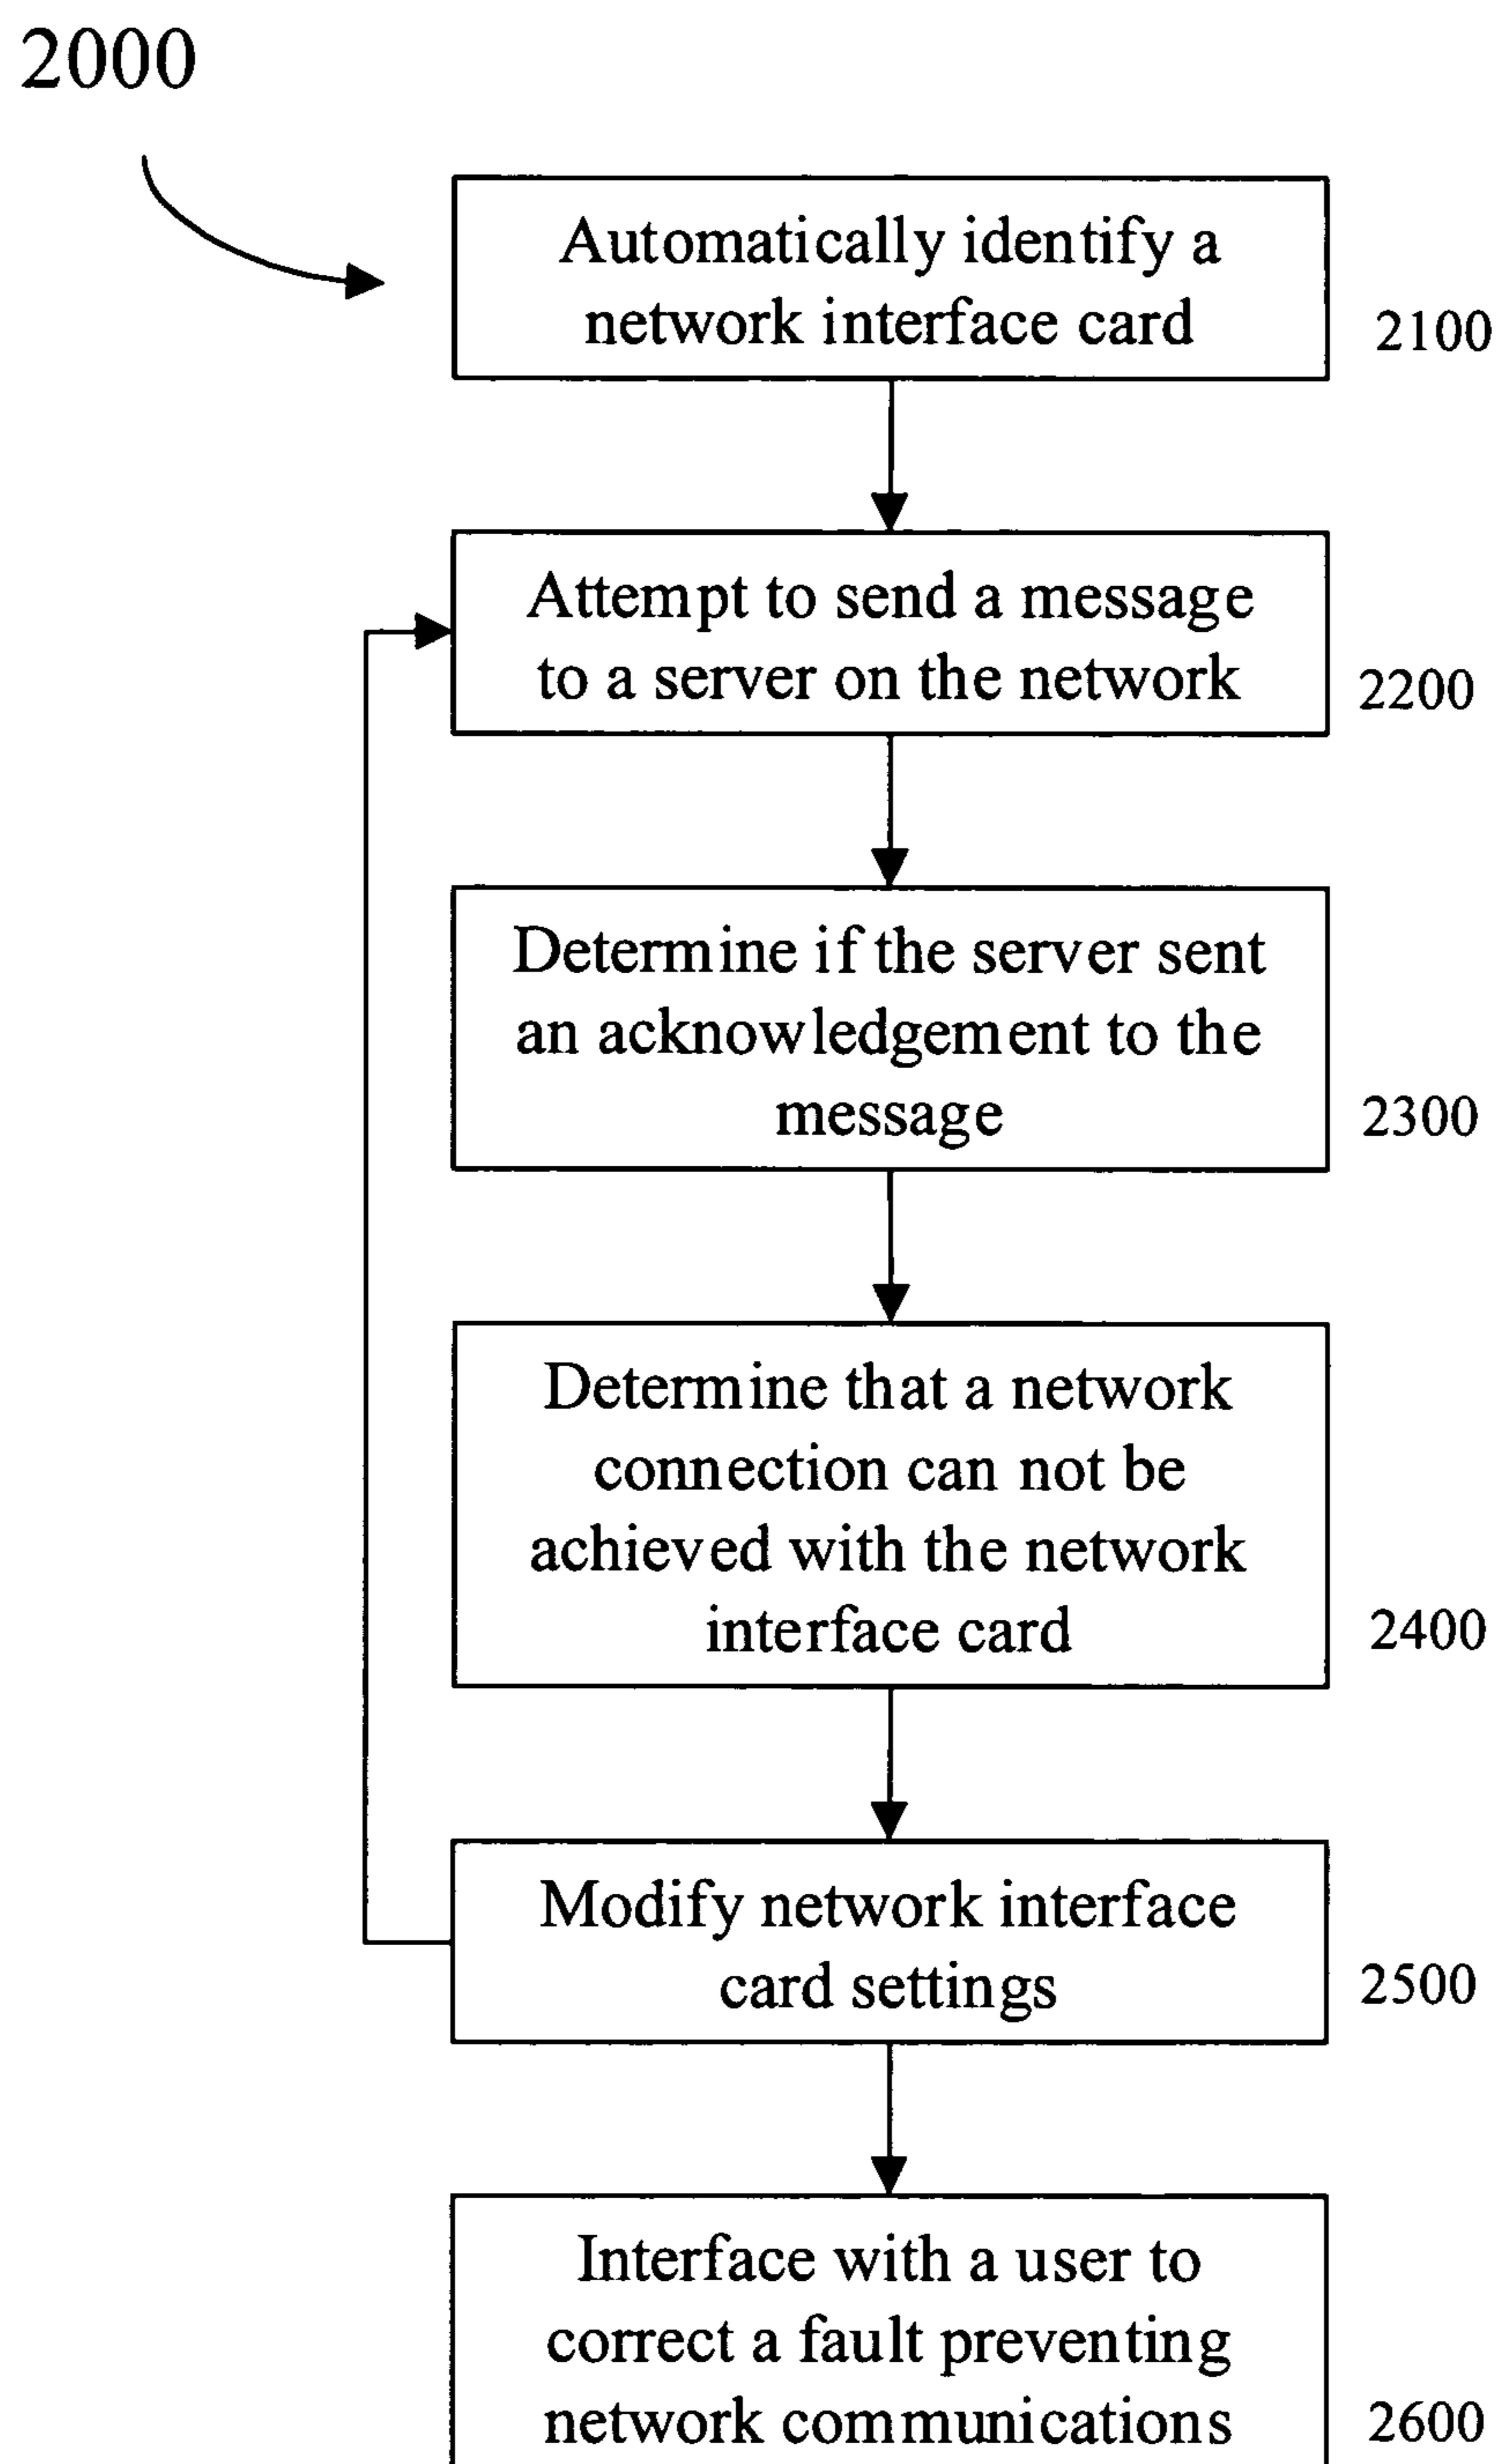 2000
Automatically identify a
network interface card
2100
Attempt to send a message
to a server on the network
2200
Determine if the server sent
an acknowledgement to the
message
2300
Determine that a network
connection can not be
achieved with the network
interface card
2400
Modify network interface
card settings
2500
Interface with a user to
correct a fault preventing
network communications
2600